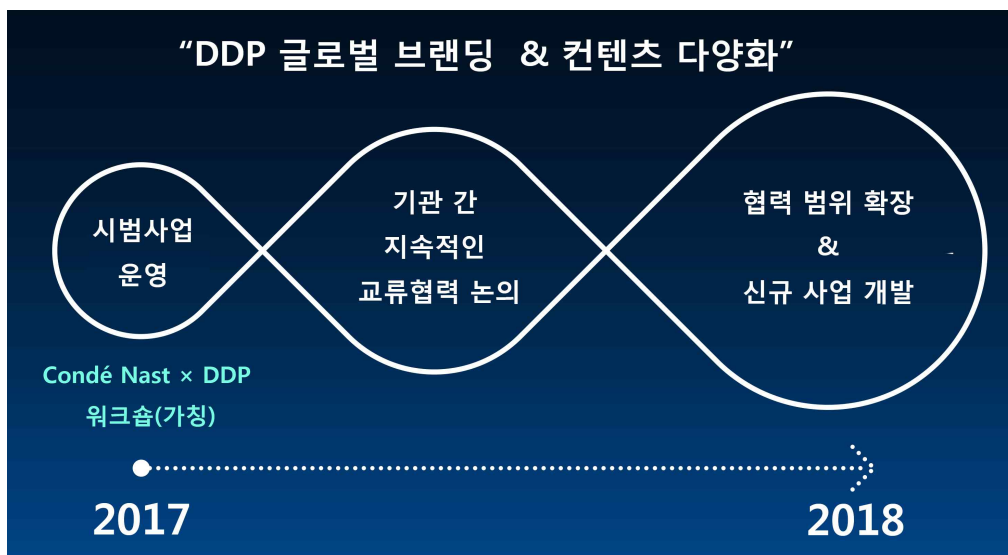 “DDP 글로벌 브랜딩 & 컨텐츠 다양화”
시범사업
운영
기관 간
지속적인
교류협력 논의
협력 범위 확장
&
신규 사업 개발
Condé Nast × DDP
워크숍(가칭)
2017
2018